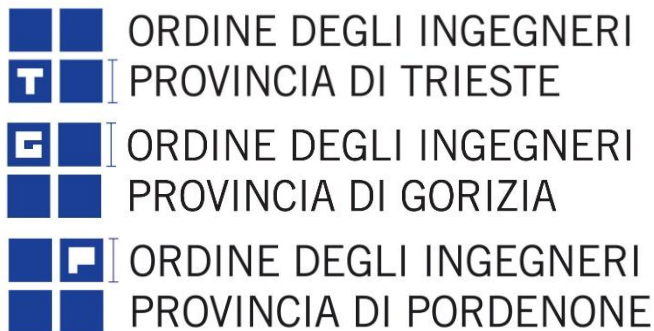 ORDINE DEGLI INGEGNERI
T PROVINCIA DI TRIESTE
G ORDINE DEGLI INGEGNERI
PROVINCIA DI GORIZIA
P ORDINE DEGLI INGEGNERI
PROVINCIA DI PORDENONE